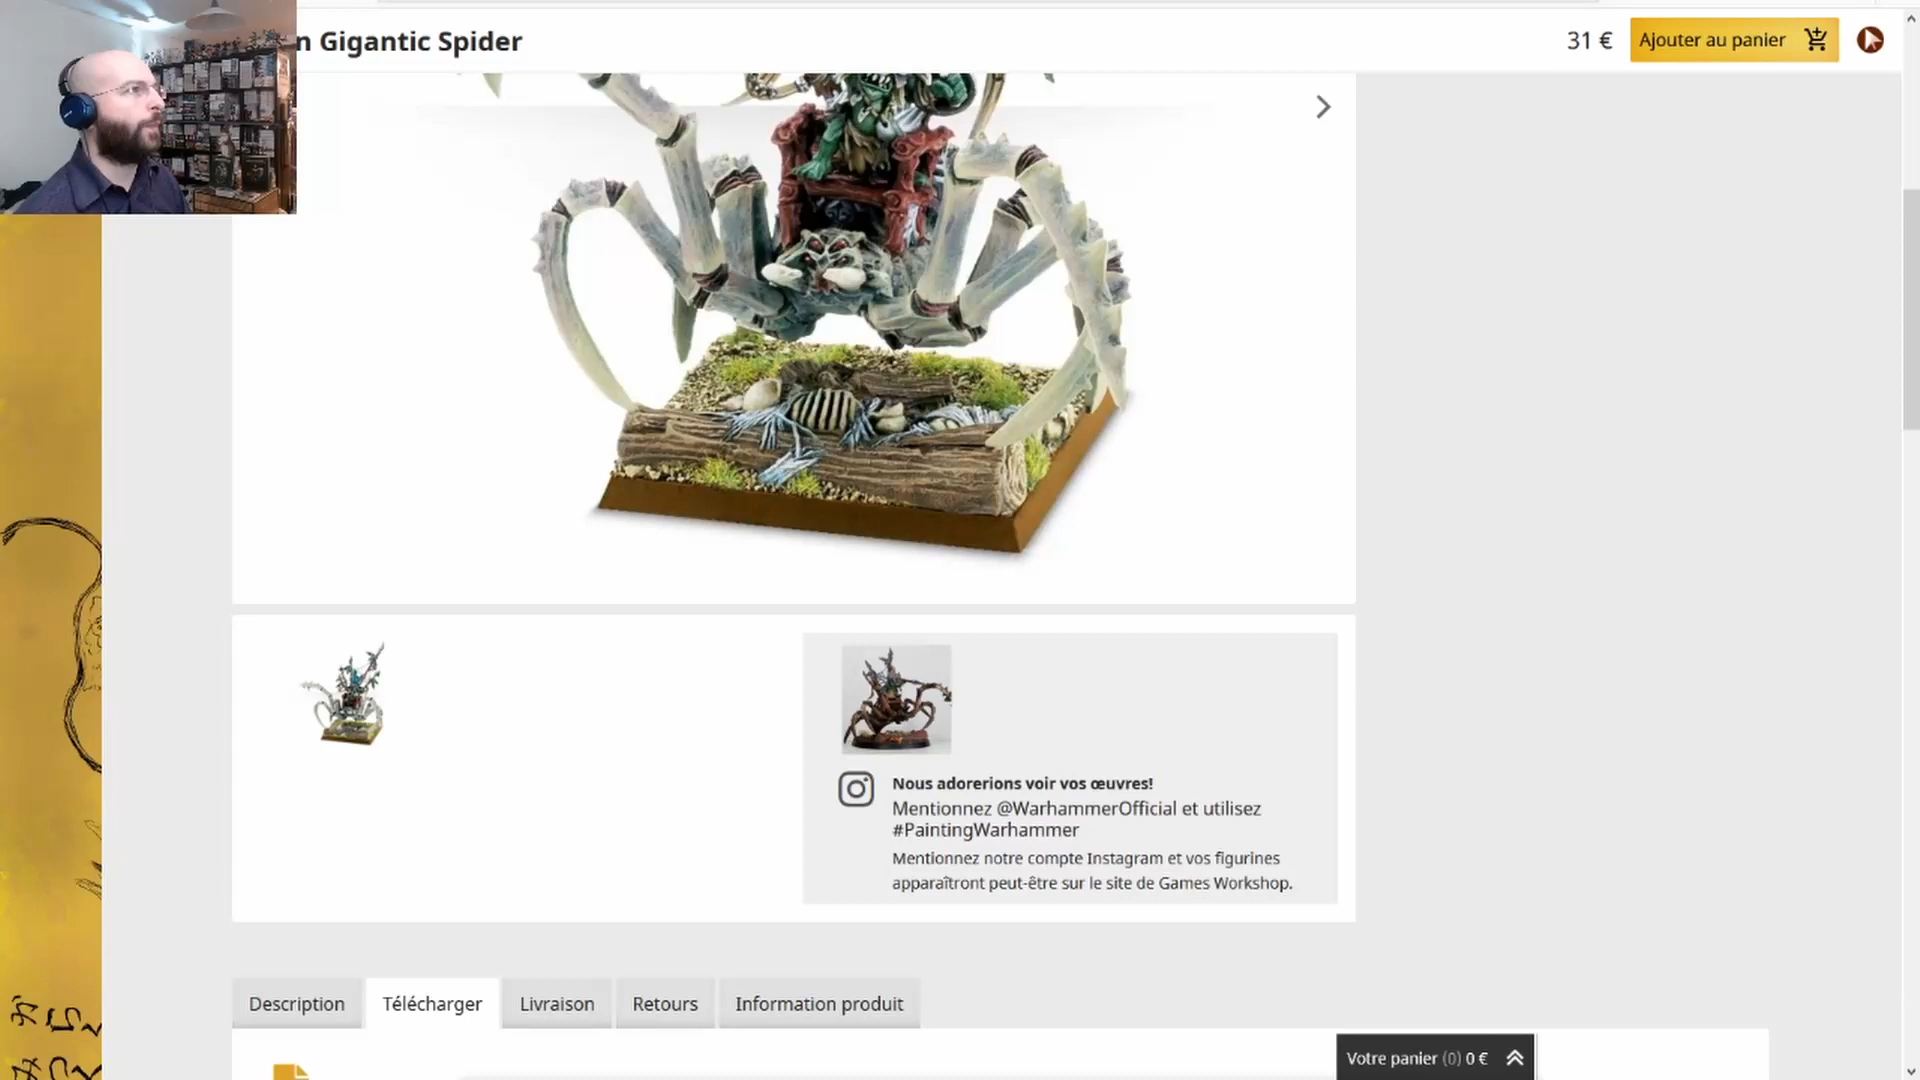 n Gigantic Spider
31 €
Ajouter au panier
Nous adorerions voir vos œuvres!
Mentionnez @WarhammerOfficial et utilisez
#PaintingWarhammer
Mentionnez notre compte Instagram et vos figurines
apparaîtront peut-être sur le site de Games Workshop.
Description
Télécharger
Livraison
Retours
Information produit
Votre panier (0) 0 €